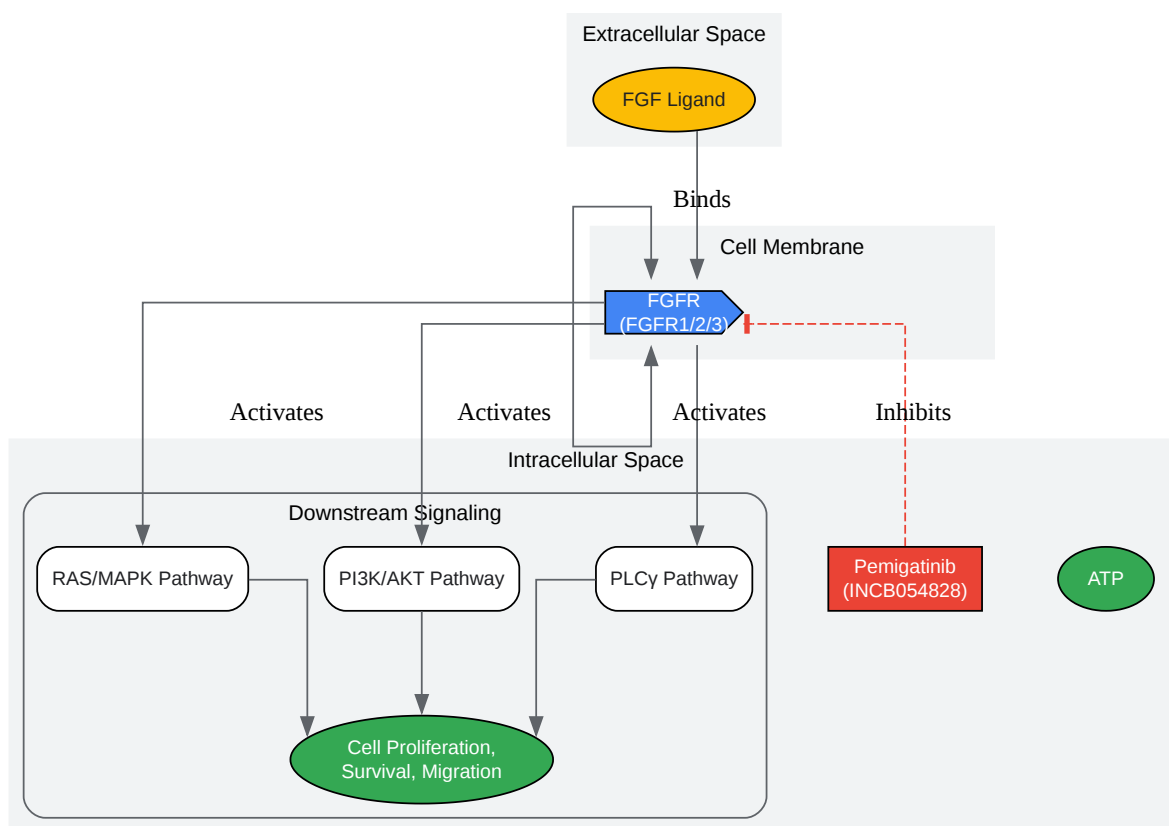 Extracellular Space
FGF Ligand
Binds
Cell Membrane
FGFR
(FGFR1/2/3)
Activates
Activates
Activates
Inhibits
Intracellular Space
Downstream Signaling
RAS/MAPK Pathway
PI3K/AKT Pathway
PLCγ Pathway
Pemigatinib
(INCB054828)
ATP
Cell Proliferation,
Survival, Migration